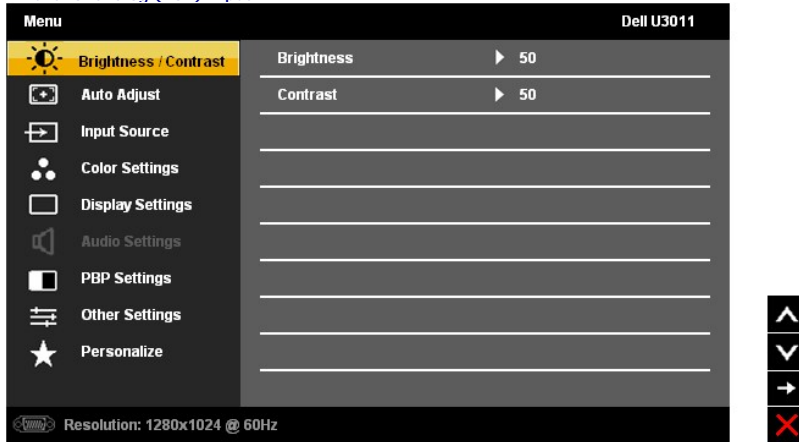 Menu Dell U3011
Brightness / Contrast Brightness 50
Auto Adjust Contrast 50
Input Source
Color Settings
Display Settings
Audio Settings
PBP Settings
Other Settings
Personalize
Resolution: 1280x1024 @ 60Hz